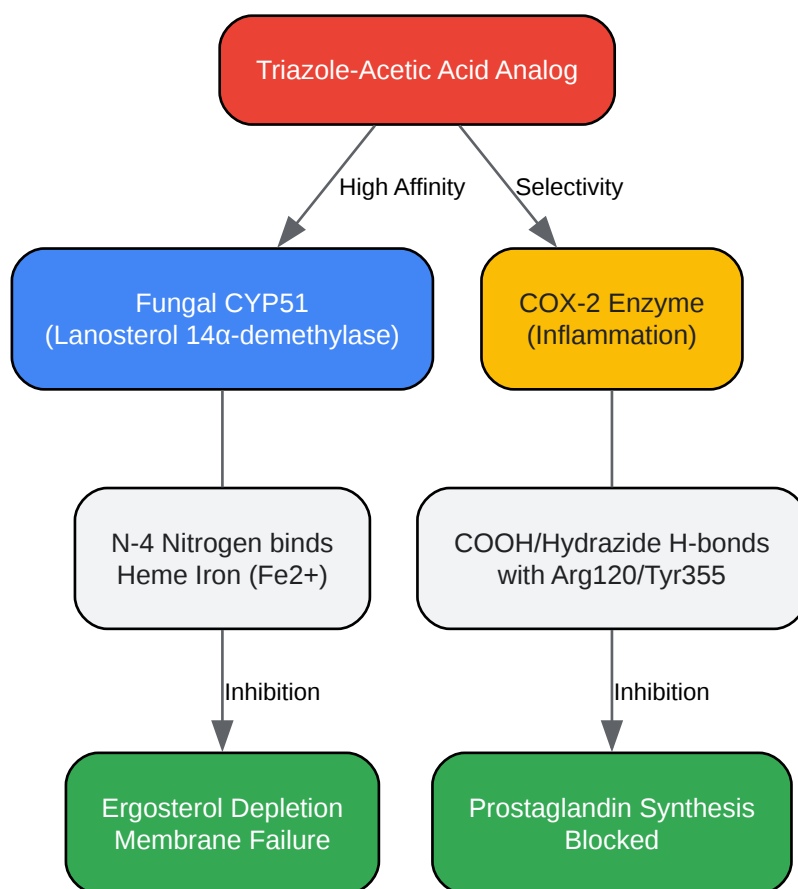 Triazole-Acetic Acid Analog
High Affinity
Selectivity
Fungal CYP51
(Lanosterol 14α-demethylase)
COX-2 Enzyme
(Inflammation)
N-4 Nitrogen binds
Heme Iron (Fe2+)
COOH/Hydrazide H-bonds
with Arg120/Tyr355
Inhibition
Inhibition
Ergosterol Depletion
Membrane Failure
Prostaglandin Synthesis
Blocked